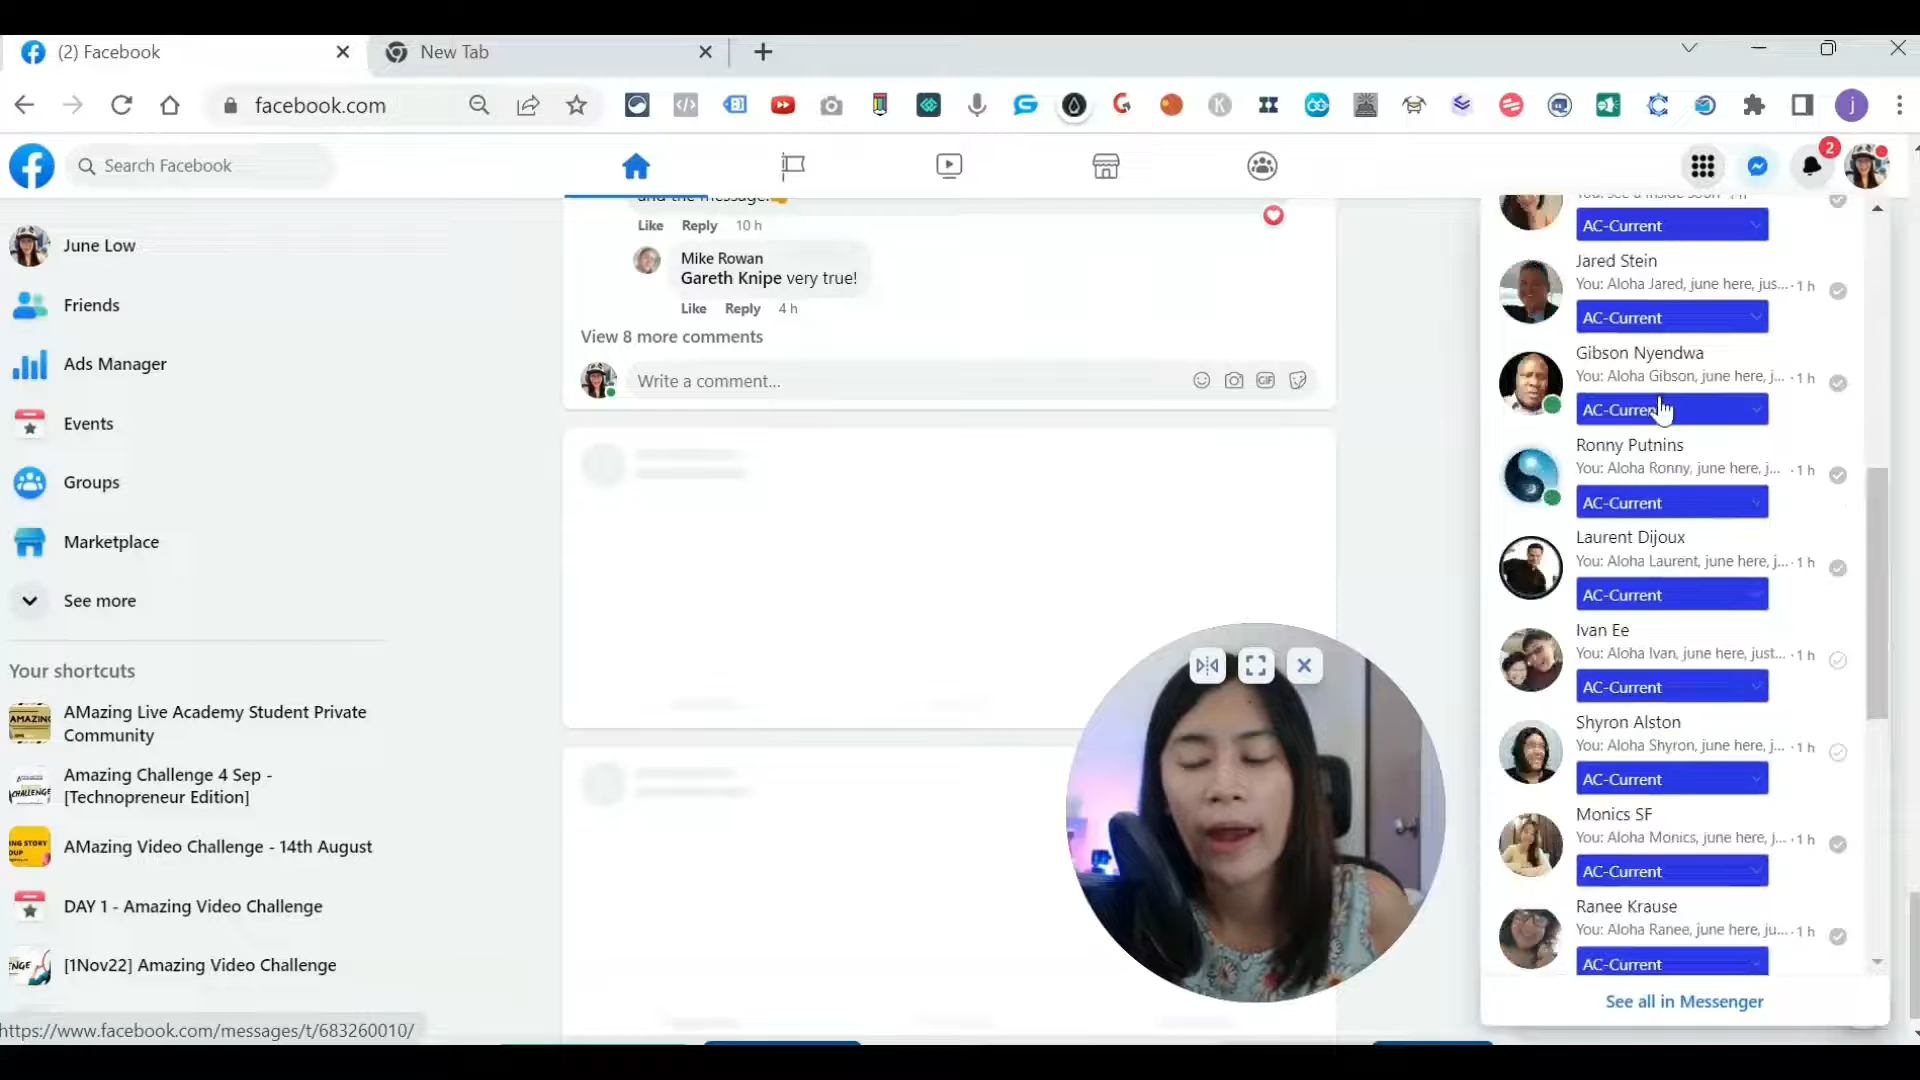 (2) Facebook
New Tab
facebook.com
j
Search Facebook
2
June Low
Friends
Ads Manager
Events
Groups
Marketplace
See more
Your shortcuts
AMazing Live Academy Student Private
Community
Amazing Challenge 4 Sep -
[Technopreneur Edition]
AMazing Video Challenge - 14th August
DAY 1 - Amazing Video Challenge
[1Nov22] Amazing Video Challenge
https://www.facebook.com/messages/t/683260010/
and the message!
Like Reply 10 h
Mike Rowan
Gareth Knipe very true!
Like Reply 4 h
View 8 more comments
Write a comment...
GIF
AC-Current
Jared Stein
You: Aloha Jared, june here, jus... · 1 h
AC-Current
Gibson Nyendwa
You: Aloha Gibson, june here, j... · 1 h
AC-Current
Ronny Putnins
You: Aloha Ronny, june here, j... · 1 h
AC-Current
Laurent Dijoux
You: Aloha Laurent, june here, j... · 1 h
AC-Current
Ivan Ee
You: Aloha Ivan, june here, just... · 1 h
AC-Current
Shyron Alston
You: Aloha Shyron, june here, j... · 1 h
AC-Current
Monics SF
You: Aloha Monics, june here, j... · 1 h
AC-Current
Ranee Krause
You: Aloha Ranee, june here, ju... · 1 h
AC-Current
See all in Messenger